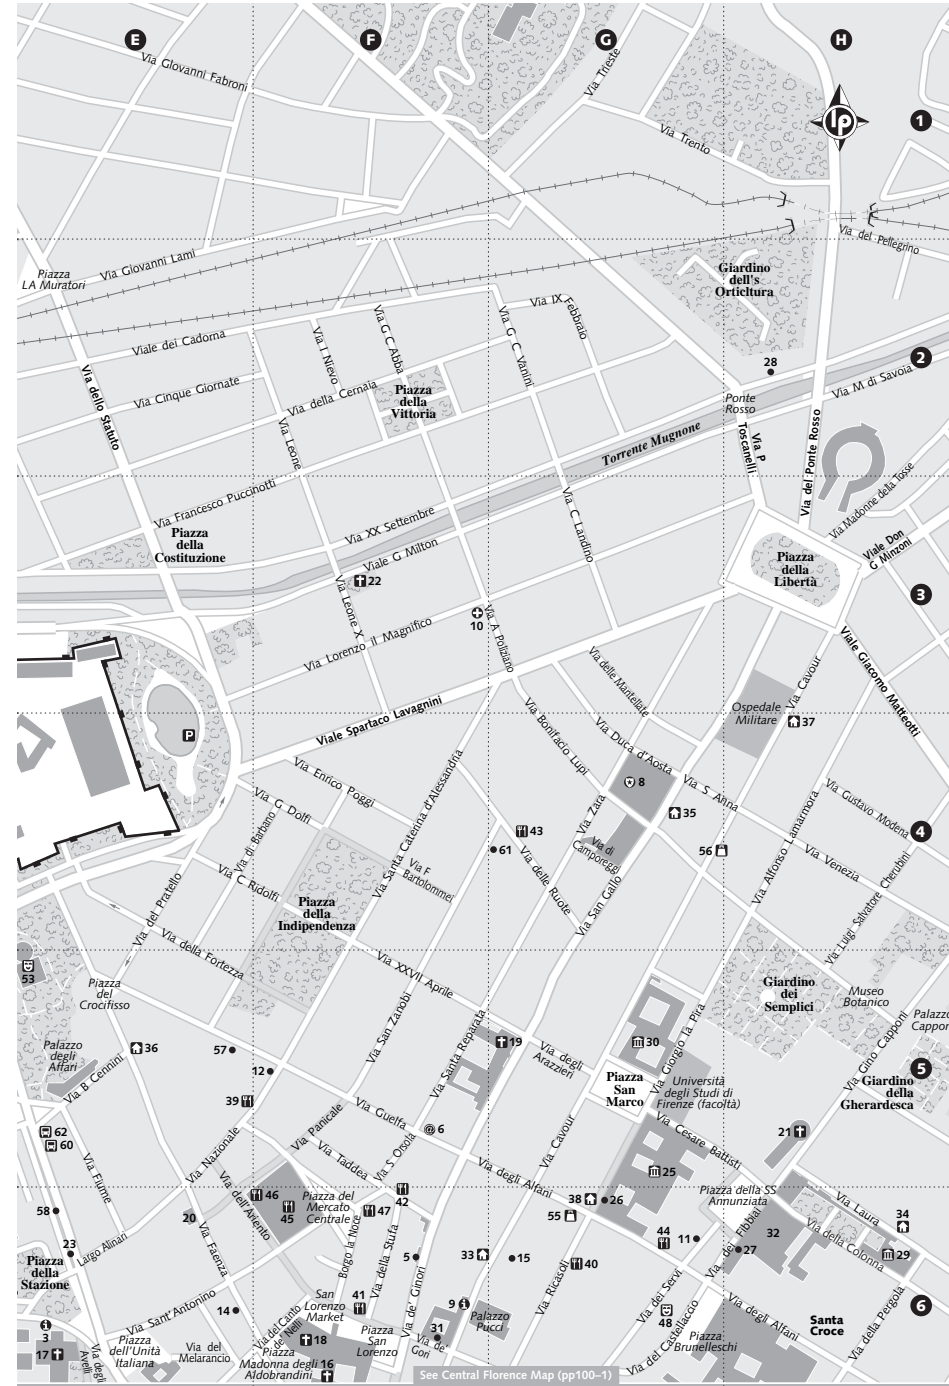 E
F
G
H
Via Giovanni Fabroni
Via Trieste
lp
1
Via Trento
Via del Pellegrino
Via Giovanni Lami
Piazza
LA Muratori
Giardino
dell's
Orticltura
Via IX Febbraio
Via G C Abba
Via G C Vanini
Via I Nievo
Viale dei Cadorna
2
28
Via dello Statuto
Via M di Savoia
Via Cinque Giornate
Via della Cernaia
Piazza
della
Vittoria
Ponte
Rosso
Via Leone
Torrente Mugnone
Via P
Toscanelli
Via del Ponte Rosso
Via Madonne della Tosse
Via Francesco Puccinotti
Via C Landino
Via XX Settembre
Piazza
della
Costituzione
Viale G Milton
Viale Don
G Minzoni
Piazza
della
Libertà
22
3
Via Leone X
10
Via A Poliziano
Via Lorenzo il Magnifico
Viale Giacomo Matteotti
Via delle Mantellate
Via Cavour
Viale Spartaco Lavagnini
Ospedale
Militare
37
P
Via Bonifacio Lupi
Via Duca d'Aosta
Via Enrico Poggi
Via Santa Caterina d'Alessandria
8
Via S Anna
Via G Dolfi
Via Zara
35
Via Gustavo Modena
Via Alfonso Lamarmora
43
4
Via di Barbano
61
Via di
Camporeggi
56
Via Venezia
Via F
Bartolommei
Via delle Ruote
Via C Ridolfi
Via San Gallo
Via Luigi Salvatore Cherubini
Via del Pratello
Piazza
della
Indipendenza
Via della Fortezza
53
Via XXVII Aprile
Piazza
del
Crocifisso
Giardino
dei
Semplici
Museo
Botanico
Palazzo
Cappon
Via San Zanobi
Via Santa Reparata
Via Giorgio la Pira
Via Gino Capponi
Palazzo
degli
Affari
36
57
19
30
Via degli
Arazzieri
12
5
Via B Cennini
Piazza
San
Marco
Università
degli Studi di
Firenze (facoltà)
Giardino
della
Gherardesca
39
Via Panicale
Via Guelfa
6
62
60
Via Cavour
Via Cesare Battisti
21
Via Nazionale
Via Taddea
Via S Orsola
Via Fiume
Via degli Alfani
25
46
45
Piazza del
Mercato
Centrale
42
47
38
26
Piazza della SS
Annunziata
Via dell'Ariento
Via Laura
34
58
20
55
44
Via dei Fibbiai
32
Via della Colonna
23
Largo Alinari
Via Faenza
Borgo la Noce
Via della Stufa
5
33
15
11
27
29
Piazza
della
Stazione
40
Via de' Ginori
Via Ricasoli
Via dei Servi
Via Sant'Antonino
San
Lorenzo
Market
41
9
6
14
Palazzo
Pucci
48
Via degli Alfani
Santa
Croce
Via della Pergola
3
Via del Canto
de' Nelli
18
31
Via de
Gori
17
Avelli
Via degli
Piazza
dell'Unità
Italiana
Via del
Melarancio
Piazza
Madonna degli
Aldobrandini
16
Piazza
San
Lorenzo
Via del Castellaccio
Piazza
Brunelleschi
See Central Florence Map (pp100–1)